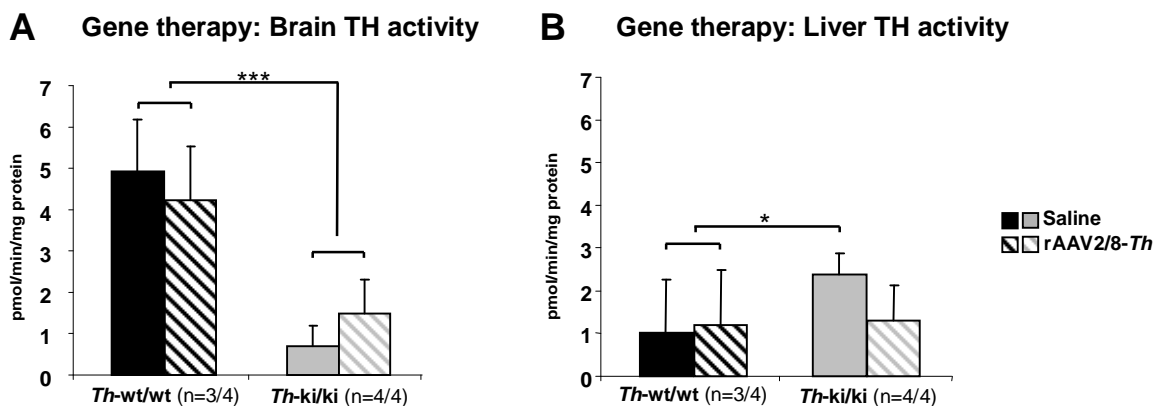 A Gene therapy: Brain TH activity
***
pmol/min/mg protein
7
6
5
4
3
2
1
0
Th-wt/wt (n=3/4) Th-ki/ki (n=4/4)
B Gene therapy: Liver TH activity
*
pmol/min/mg protein
7
6
5
4
3
2
1
0
Th-wt/wt (n=3/4) Th-ki/ki (n=4/4)
Saline
rAAV2/8-Th